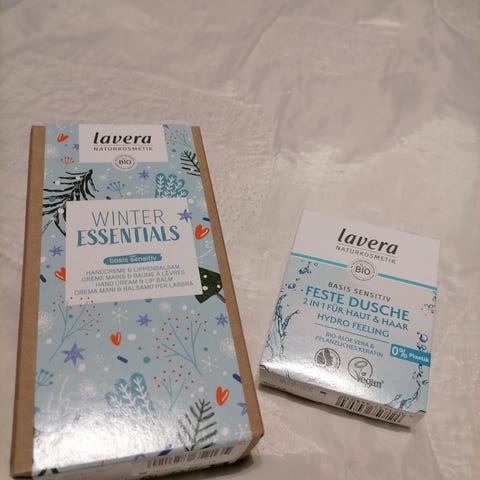 lavera
NATURKOSMETIK
BIO
WINTER
ESSENTIALS
basis sensitiv
HANDCREME & LIPPENBALSAM
CRÈME MAINS & BAUME À LÈVRES
HAND CREAM & LIP BALM
CREMA MANI & BALSAMO PER LABBRA
lavera
NATURKOSMETIK
BIO
BASIS SENSITIV
FESTE DUSCHE
2 IN 1 FÜR HAUT & HAAR
HYDRO FEELING
BIO-ALOE VERA &
PFLANZLICHES KERATIN
0% Plastik
Vegan